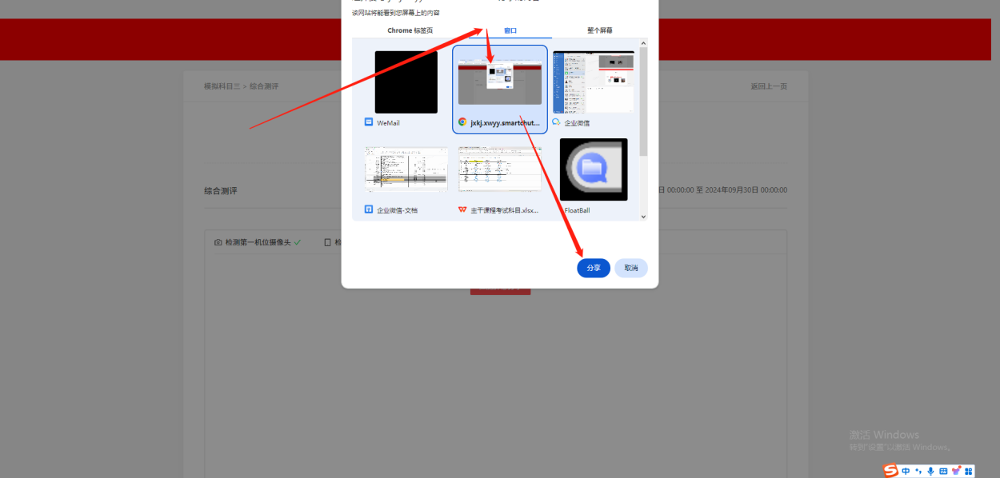 该网站将能看到您屏幕上的内容
Chrome 标签页
窗口
整个屏幕
WeMail
jxkj.xwyy.smartchut...
企业微信
企业微信-文档
主干课程考试科目.xlsx...
FloatBall
分享
取消
模拟科目三 > 综合测评
返回上一页
综合测评
日 00:00:00 至 2024年09月30日 00:00:00
检测第一机位摄像头
检
激活 Windows
转到"设置"以激活 Windows。
中